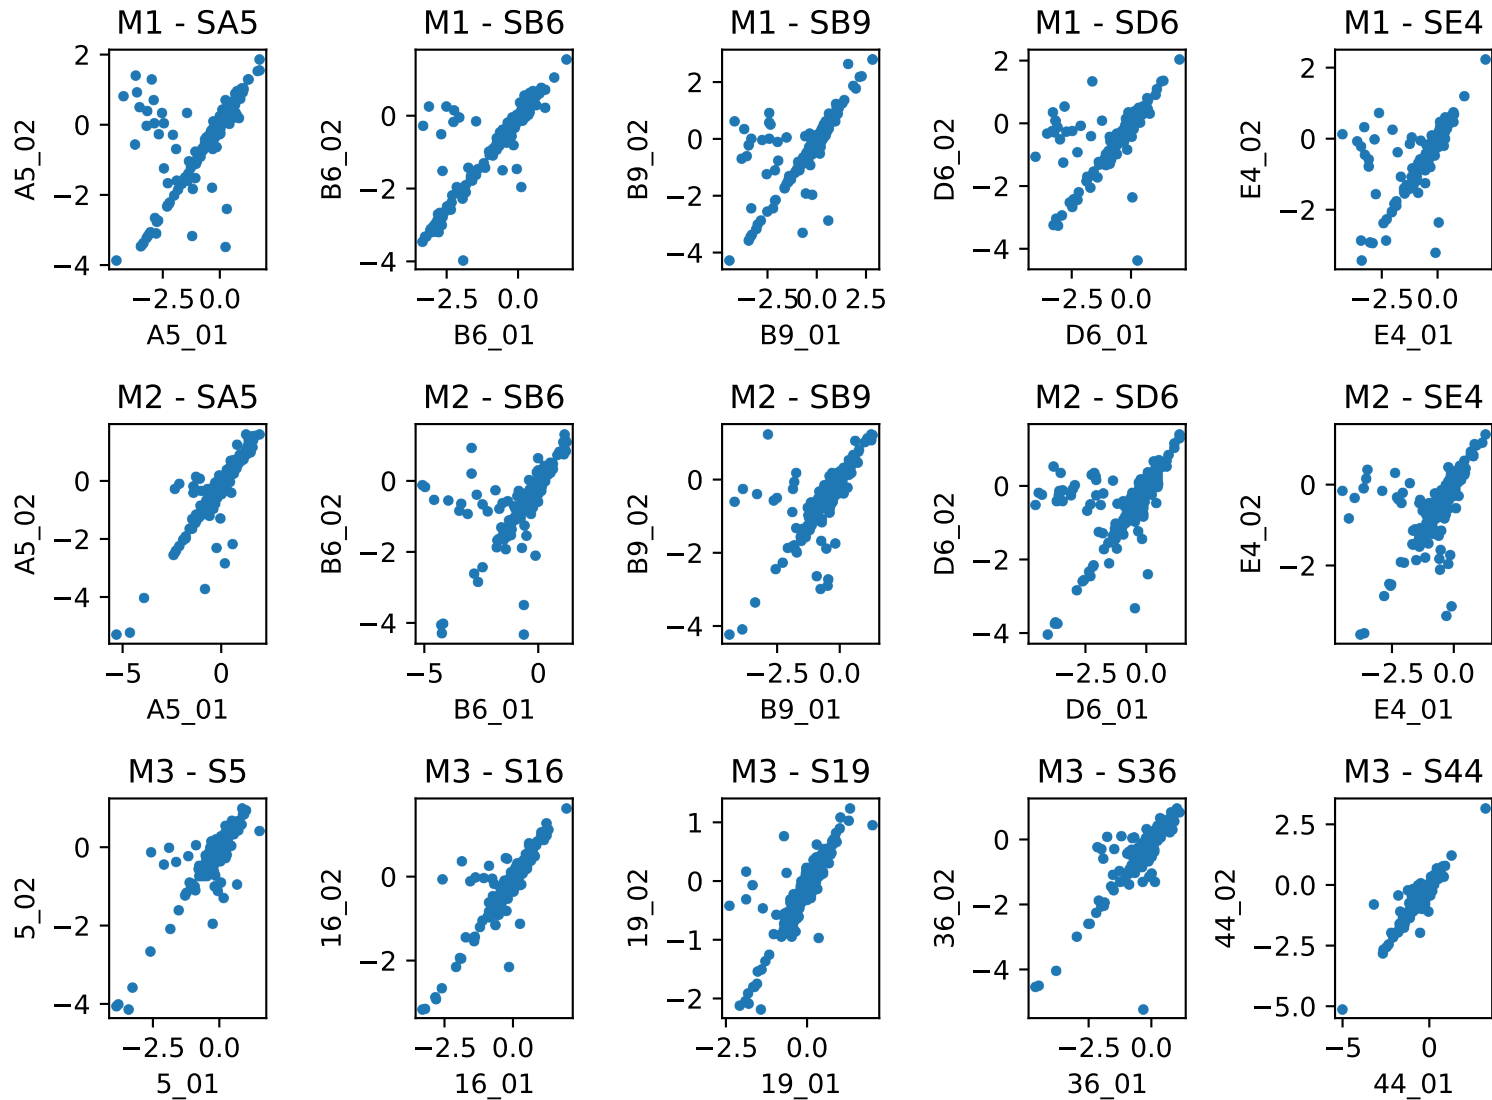 M1 - SA5
M1 - SB6
M1 - SB9
M1 - SD6
M1 - SE4
A5_02
2
0
−2
−4
−2.5 0.0
A5_01
B6_02
0
−2
−4
−2.5 0.0
B6_01
B9_02
2
0
−2
−4
−2.5 0.0 2.5
B9_01
D6_02
2
0
−2
−4
−2.5 0.0
D6_01
E4_02
2
0
−2
−2.5 0.0
E4_01
M2 - SA5
M2 - SB6
M2 - SB9
M2 - SD6
M2 - SE4
A5_02
0
−2
−4
−5 0
A5_01
B6_02
0
−2
−4
−5 0
B6_01
B9_02
0
−2
−4
−2.5 0.0
B9_01
D6_02
0
−2
−4
−2.5 0.0
D6_01
E4_02
0
−2
−2.5 0.0
E4_01
M3 - S5
M3 - S16
M3 - S19
M3 - S36
M3 - S44
5_02
0
−2
−4
−2.5 0.0
5_01
16_02
0
−2
−2.5 0.0
16_01
19_02
1
0
−1
−2
−2.5 0.0
19_01
36_02
0
−2
−4
−2.5 0.0
36_01
44_02
2.5
0.0
−2.5
−5.0
−5 0
44_01